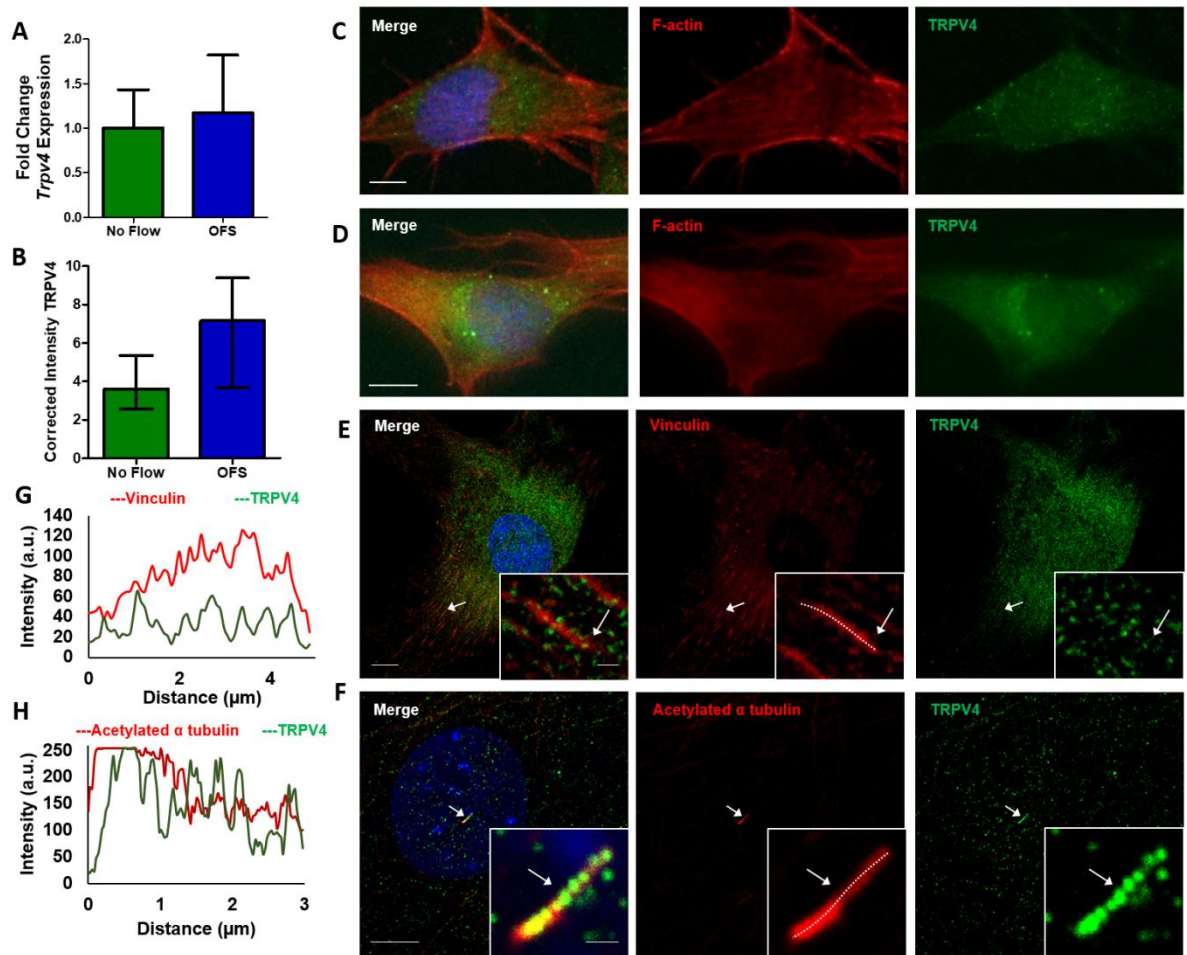 A
Fold Change
Trpv4 Expression
2.0
1.5
1.0
0.5
0.0
No Flow
OFS
B
Corrected Intensity TRPV4
10
8
6
4
2
0
No Flow
OFS
G
---Vinculin
---TRPV4
Intensity (a.u.)
140
120
100
80
60
40
20
0
0
2
4
Distance (µm)
H
---Acetylated α tubulin
---TRPV4
Intensity (a.u.)
250
200
150
100
50
0
0
1
2
3
Distance (µm)
C
Merge
F-actin
TRPV4
D
Merge
F-actin
TRPV4
E
Merge
Vinculin
TRPV4
F
Merge
Acetylated α tubulin
TRPV4